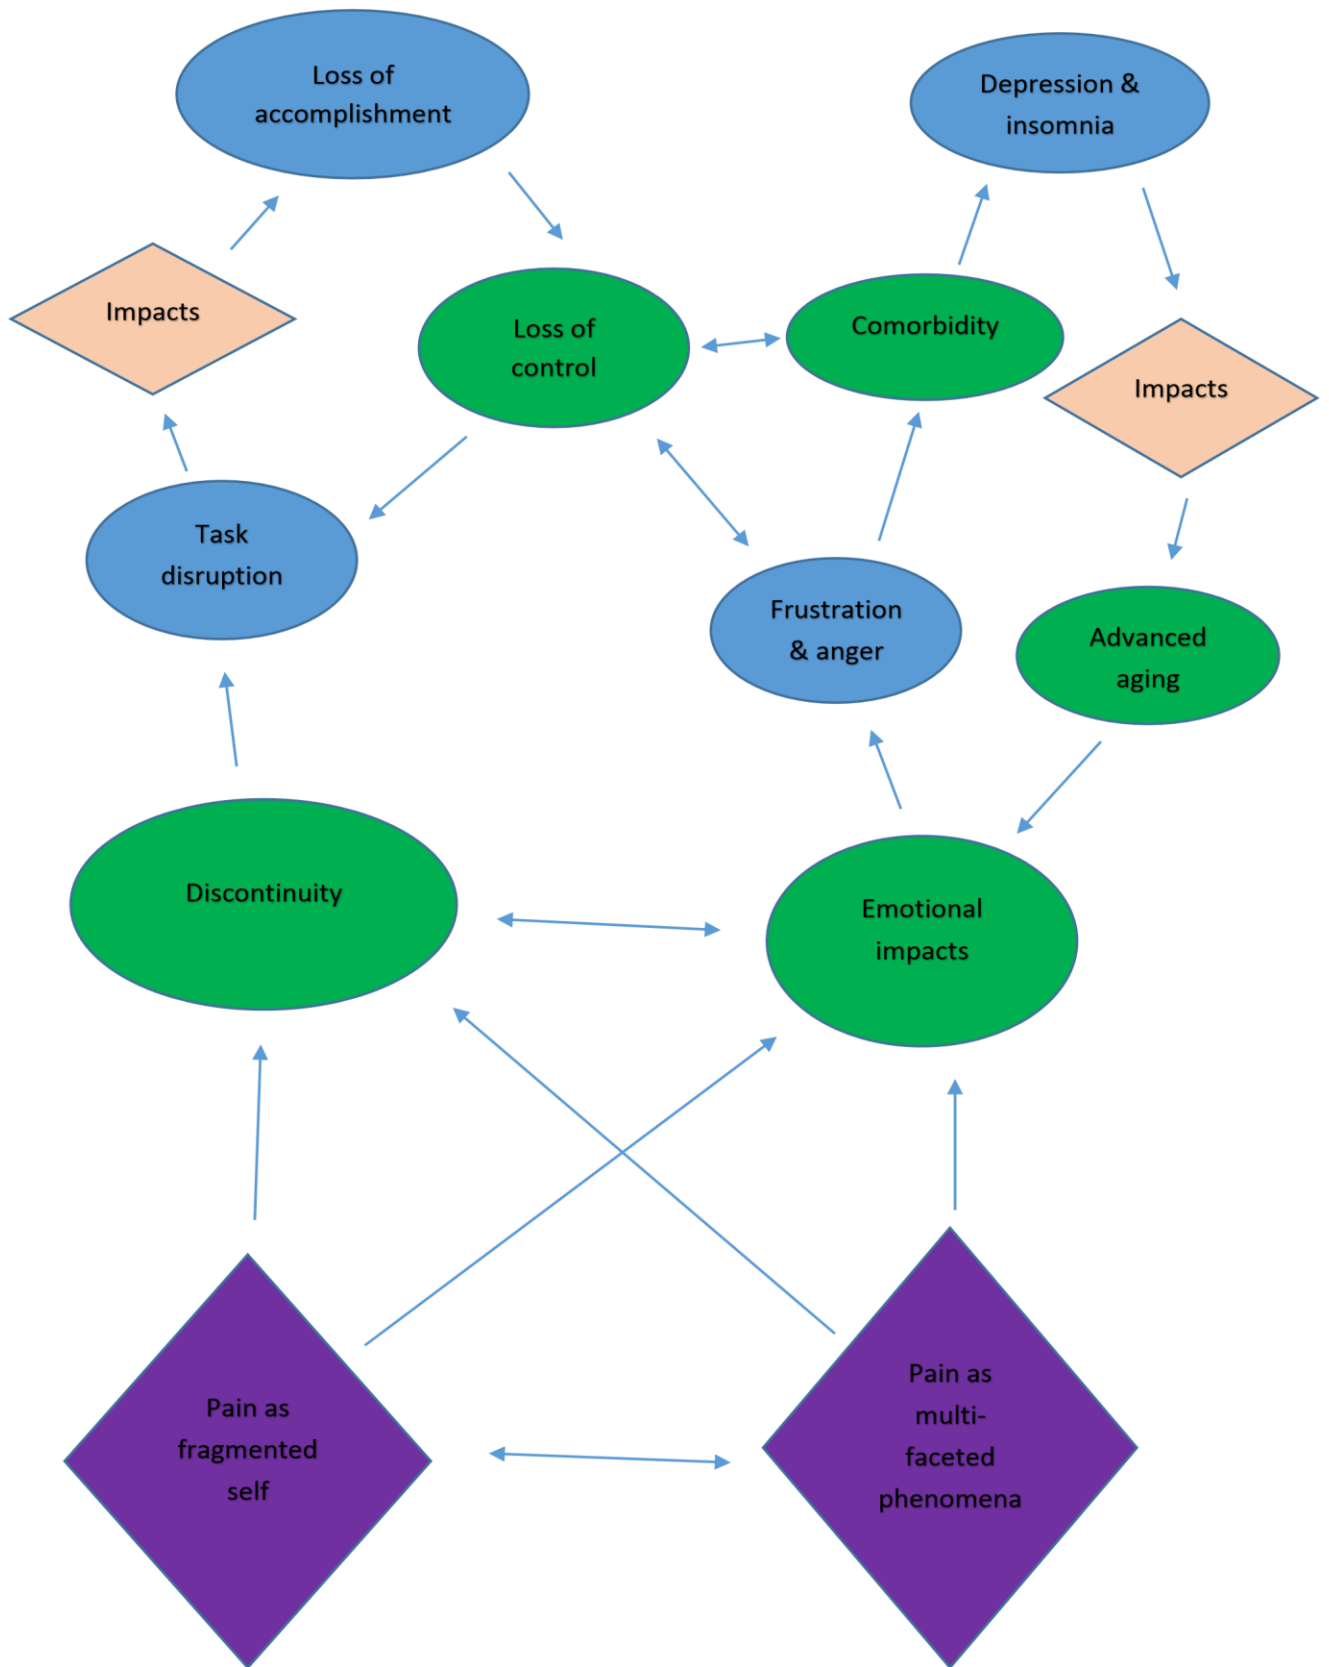 Loss of
accomplishment
Depression &
insomnia
Impacts
Loss of
control
Comorbidity
Impacts
Task
disruption
Frustration
& anger
Advanced
aging
Discontinuity
Emotional
impacts
Pain as
fragmented
self
Pain as
multi-
faceted
phenomena